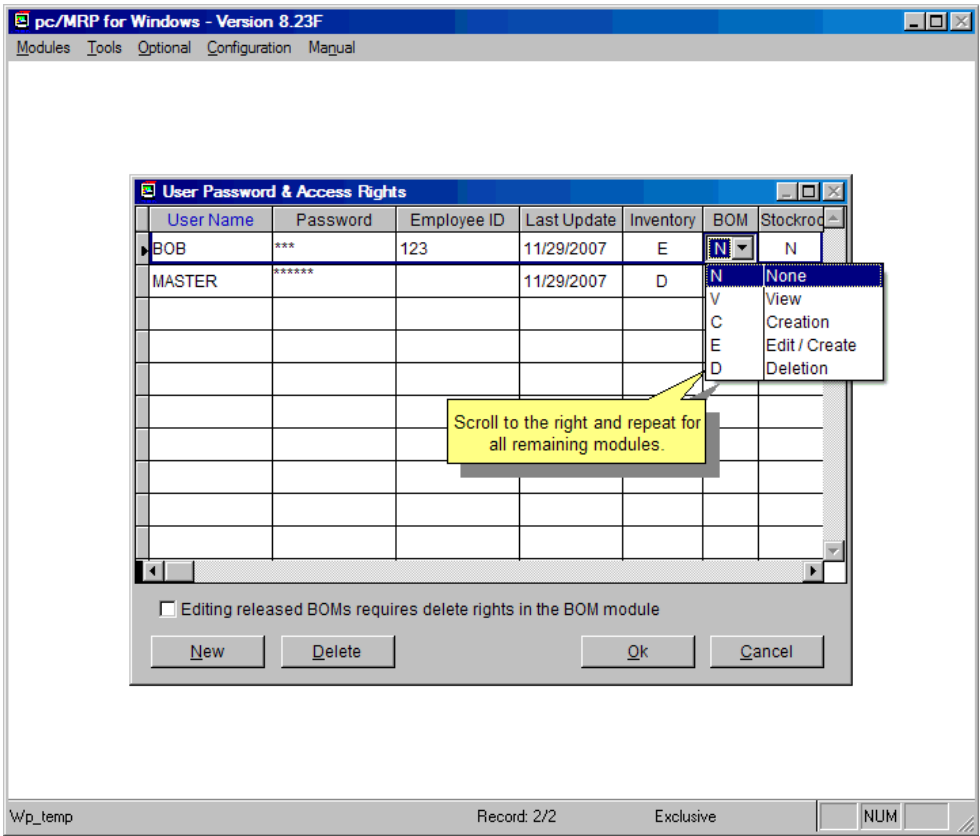 pc/MRP for Windows - Version 8.23F
Modules Tools Optional Configuration Manual
User Password & Access Rights
User Name Password Employee ID Last Update Inventory BOM Stockroo
BOB *** 123 11/29/2007 E N N
MASTER ****** 11/29/2007 D
N None
V View
C Creation
E Edit / Create
D Deletion
Scroll to the right and repeat for
all remaining modules.
Editing released BOMs requires delete rights in the BOM module
New Delete Ok Cancel
Wp_temp Record: 2/2 Exclusive NUM